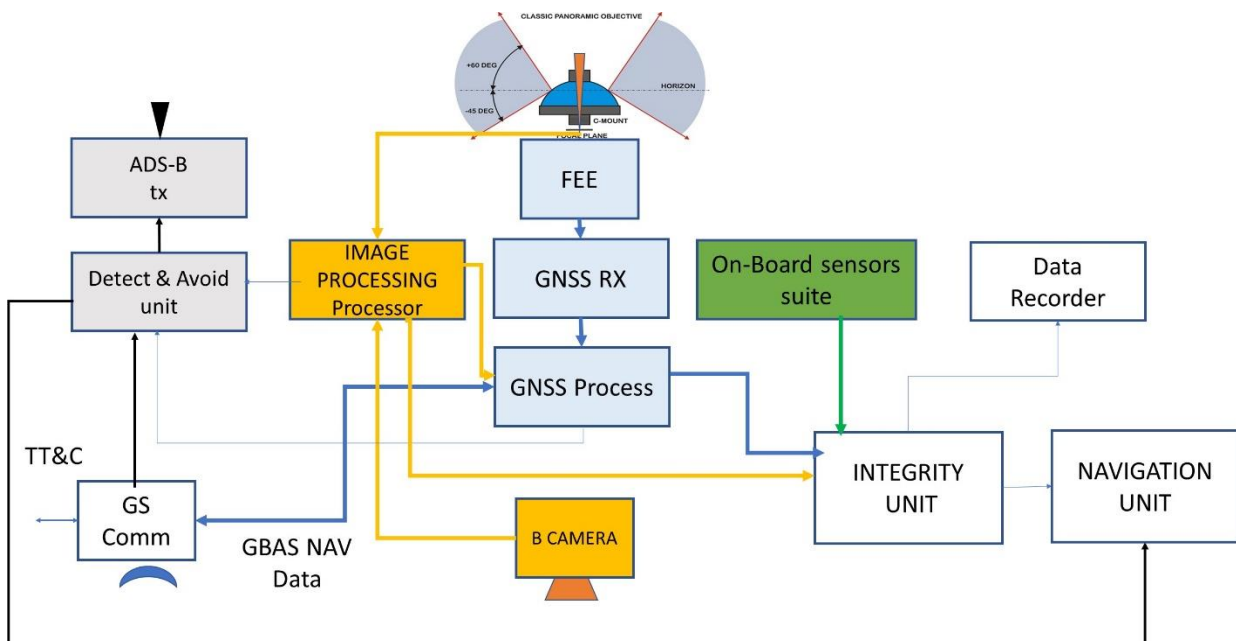 CLASSIC PANORAMIC OBJECTIVE
+60 DEG
HORIZON
-45 DEG
C-MOUNT
FOCAL PLANE
ADS-B
tx
FEE
IMAGE
PROCESSING
Processor
Detect & Avoid
unit
GNSS RX
On-Board sensors
suite
Data
Recorder
GNSS Process
TT&C
GS
Comm
GBAS NAV
Data
B CAMERA
INTEGRITY
UNIT
NAVIGATION
UNIT